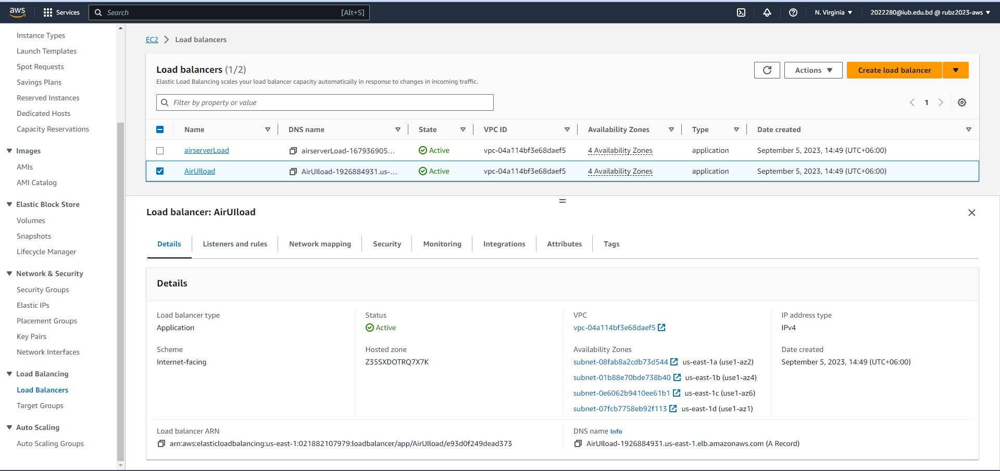 aws
Services
Search [Alt+S]
N. Virginia
2022280@iub.edu.bd @ rubz2023-aws
Instance Types
Launch Templates
Spot Requests
Savings Plans
Reserved Instances
Dedicated Hosts
Capacity Reservations
Images
AMIs
AMI Catalog
Elastic Block Store
Volumes
Snapshots
Lifecycle Manager
Network & Security
Security Groups
Elastic IPs
Placement Groups
Key Pairs
Network Interfaces
Load Balancing
Load Balancers
Target Groups
Auto Scaling
Auto Scaling Groups
EC2 > Load balancers
Load balancers (1/2)
Elastic Load Balancing scales your load balancer capacity automatically in response to changes in incoming traffic.
Actions
Create load balancer
Filter by property or value
1
Name DNS name State VPC ID Availability Zones Type Date created
airserverLoad airserverLoad-167936905... Active vpc-04a114bf3e68daef5 4 Availability Zones application September 5, 2023, 14:49 (UTC+06:00)
AirUIload AirUIload-1926884931.us-... Active vpc-04a114bf3e68daef5 4 Availability Zones application September 5, 2023, 14:49 (UTC+06:00)
Load balancer: AirUIload
Details Listeners and rules Network mapping Security Monitoring Integrations Attributes Tags
Details
Load balancer type
Application
Scheme
Internet-facing
Status
Active
Hosted zone
Z35SXDOTRQ7X7K
VPC
vpc-04a114bf3e68daef5
Availability Zones
subnet-08fab8a2cdb73d544 us-east-1a (use1-az2)
subnet-01b88e70bde738b40 us-east-1b (use1-az4)
subnet-0e6062b9410ee61b1 us-east-1c (use1-az6)
subnet-07fcb7758eb92f113 us-east-1d (use1-az1)
IP address type
IPv4
Date created
September 5, 2023, 14:49 (UTC+06:00)
Load balancer ARN
arn:aws:elasticloadbalancing:us-east-1:021882107979:loadbalancer/app/AirUIload/e93d0f249dead373
DNS name Info
AirUIload-1926884931.us-east-1.elb.amazonaws.com (A Record)